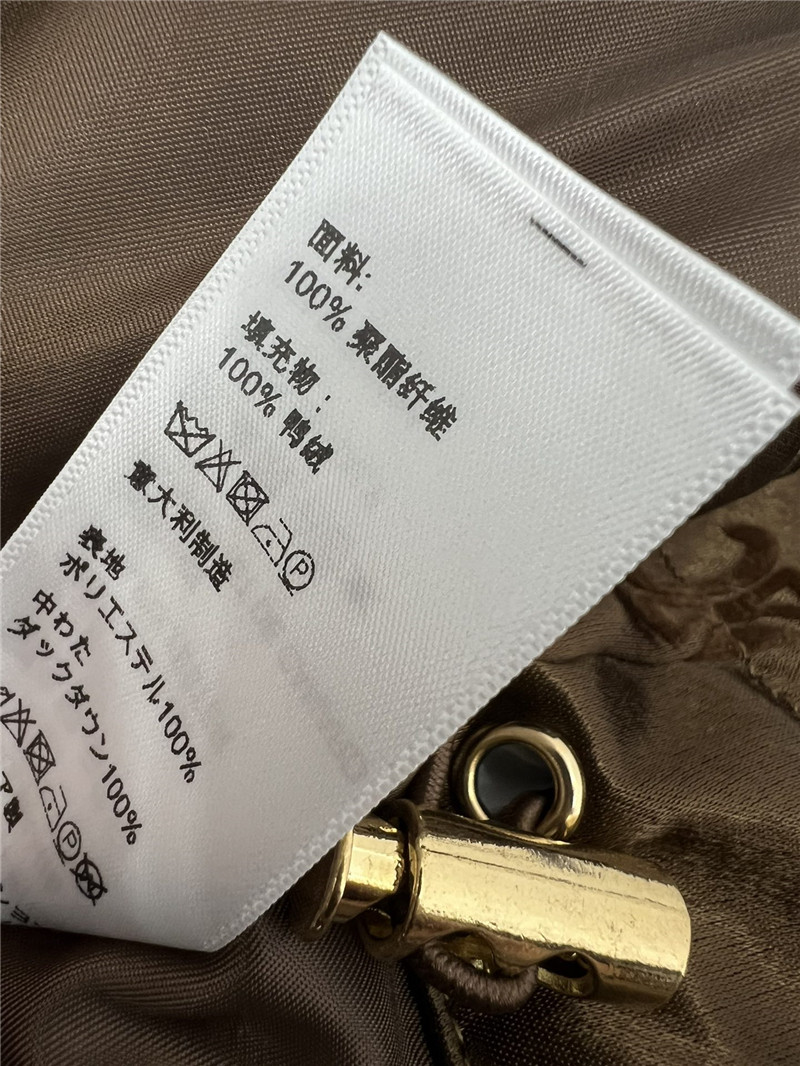 面料:
100% 聚酯纤维
填充物：
100% 鸭绒
P
意大利制造
表地
ポリエステル100%
中わた
ダックダウン100%
P
ア製